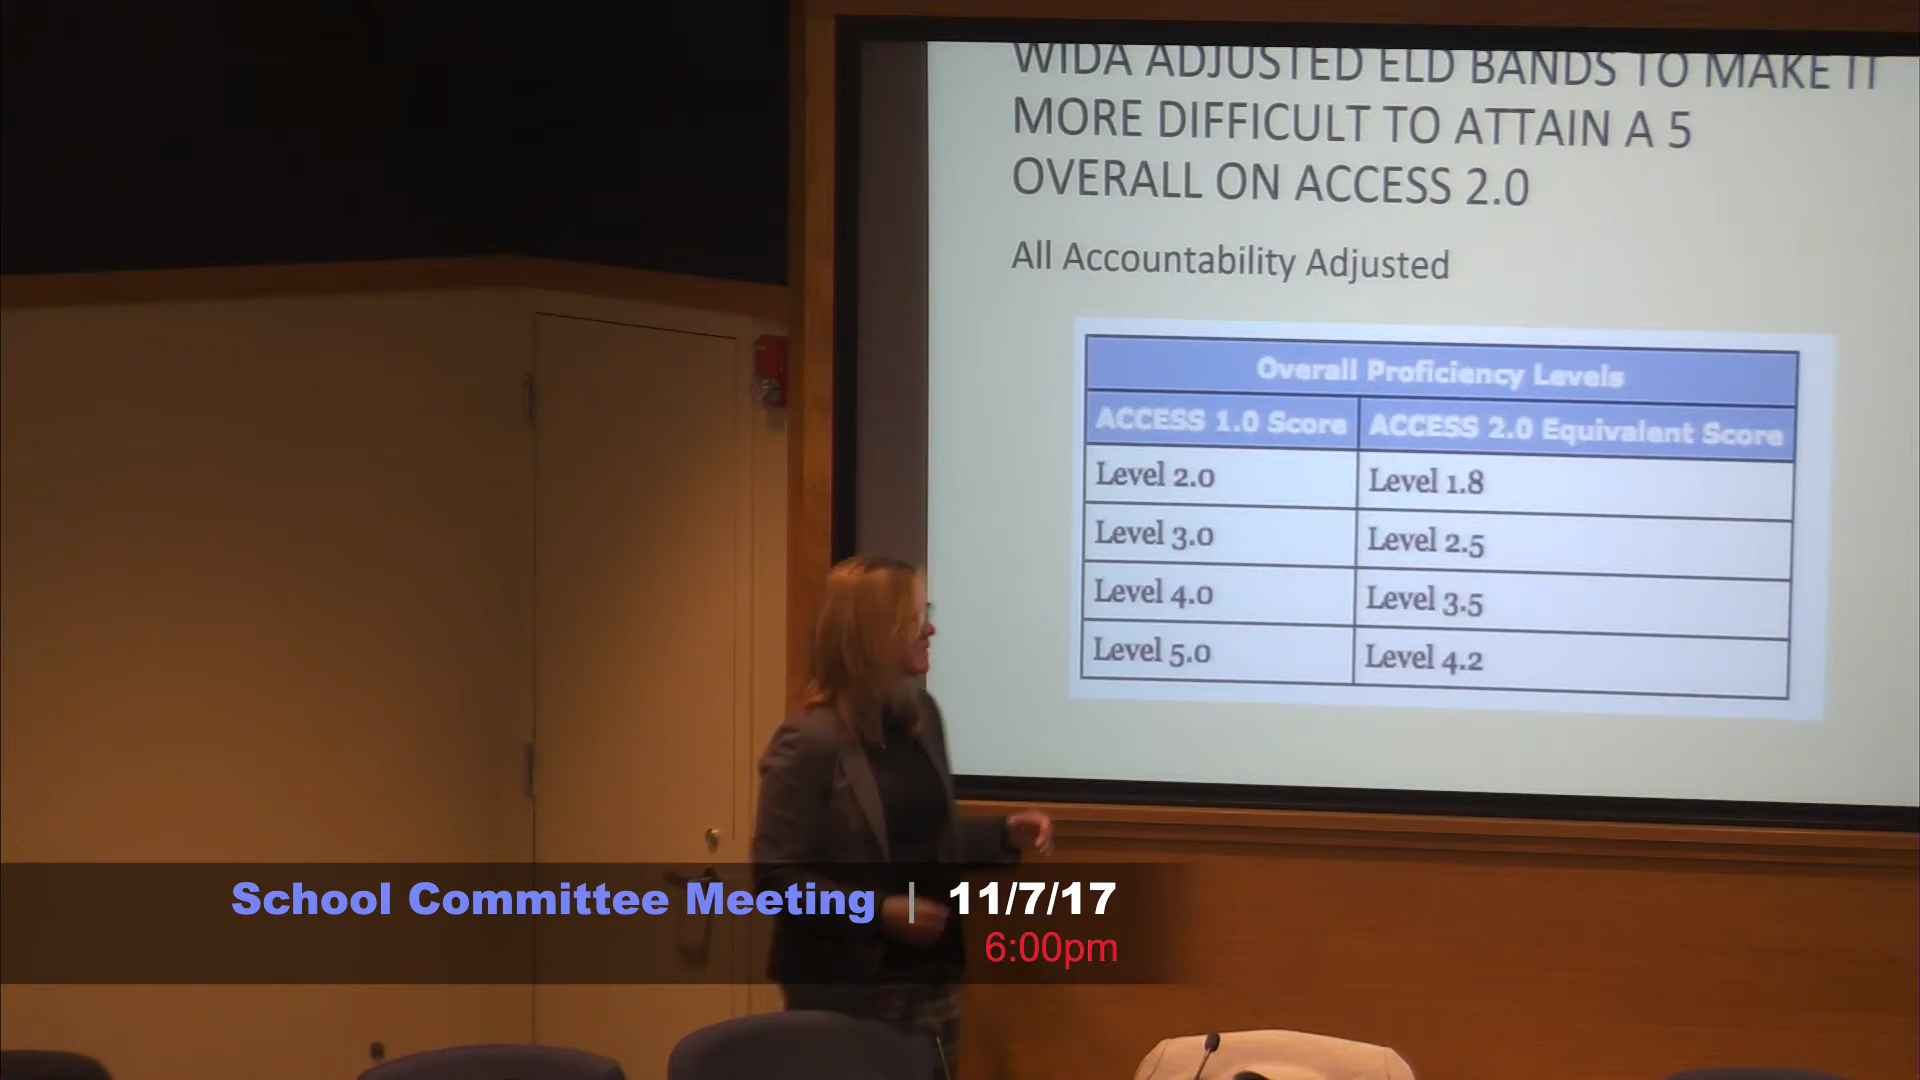 WIDA ADJUSTED ELD BANDS TO MAKE IT
MORE DIFFICULT TO ATTAIN A 5
OVERALL ON ACCESS 2.0
All Accountability Adjusted
Overall Proficiency Levels
ACCESS 1.0 Score ACCESS 2.0 Equivalent Score
Level 2.0 Level 1.8
Level 3.0 Level 2.5
Level 4.0 Level 3.5
Level 5.0 Level 4.2
School Committee Meeting | 11/7/17
6:00pm